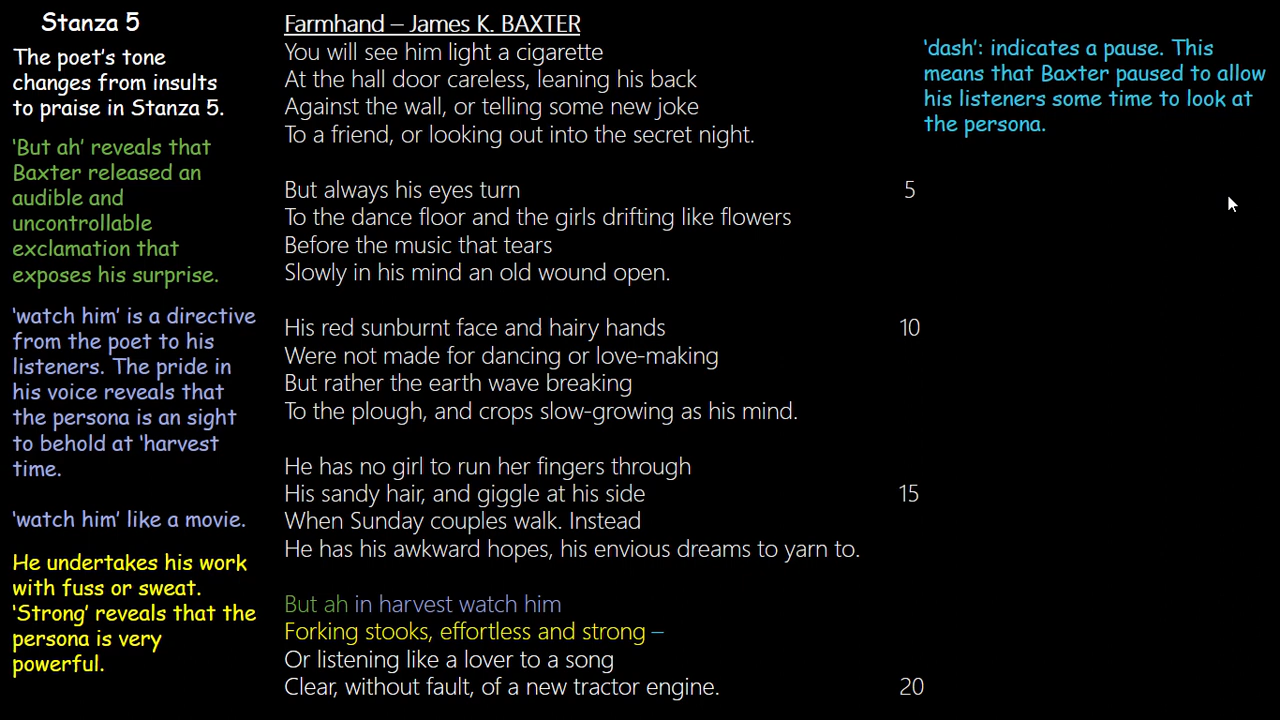 Stanza 5
The poet's tone
changes from insults
to praise in Stanza 5.
'But ah' reveals that
Baxter released an
audible and
uncontrollable
exclamation that
exposes his surprise.
'watch him' is a directive
from the poet to his
listeners. The pride in
his voice reveals that
the persona is an sight
to behold at 'harvest
time.
'watch him' like a movie.
He undertakes his work
with fuss or sweat.
'Strong' reveals that the
persona is very
powerful.
Farmhand – James K. BAXTER
You will see him light a cigarette
At the hall door careless, leaning his back
Against the wall, or telling some new joke
To a friend, or looking out into the secret night.
But always his eyes turn 5
To the dance floor and the girls drifting like flowers
Before the music that tears
Slowly in his mind an old wound open.
His red sunburnt face and hairy hands 10
Were not made for dancing or love-making
But rather the earth wave breaking
To the plough, and crops slow-growing as his mind.
He has no girl to run her fingers through
His sandy hair, and giggle at his side 15
When Sunday couples walk. Instead
He has his awkward hopes, his envious dreams to yarn to.
But ah in harvest watch him
Forking stooks, effortless and strong –
Or listening like a lover to a song
Clear, without fault, of a new tractor engine. 20
'dash': indicates a pause. This
means that Baxter paused to allow
his listeners some time to look at
the persona.